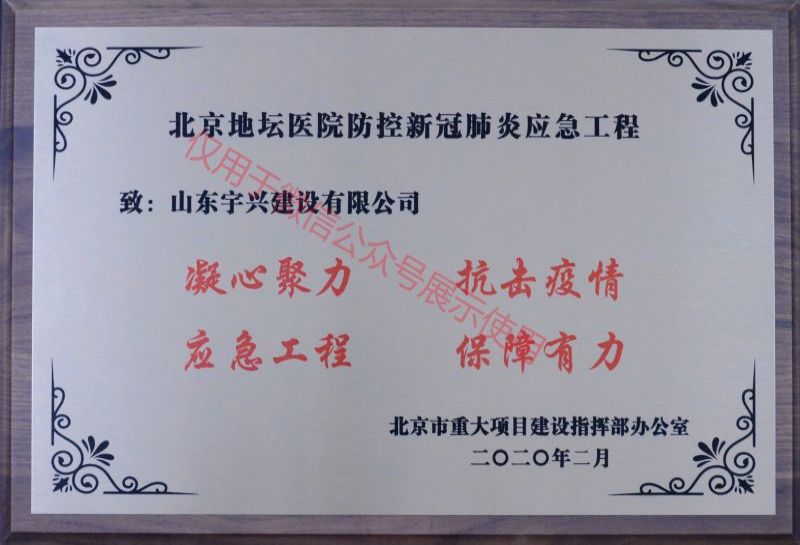 北京地坛医院防控新冠肺炎应急工程
致：山东宇兴建设有限公司
凝心聚力 抗击疫情
应急工程 保障有力
北京市重大项目建设指挥部办公室
二〇二〇年二月
仅用于微信公众号展示使用